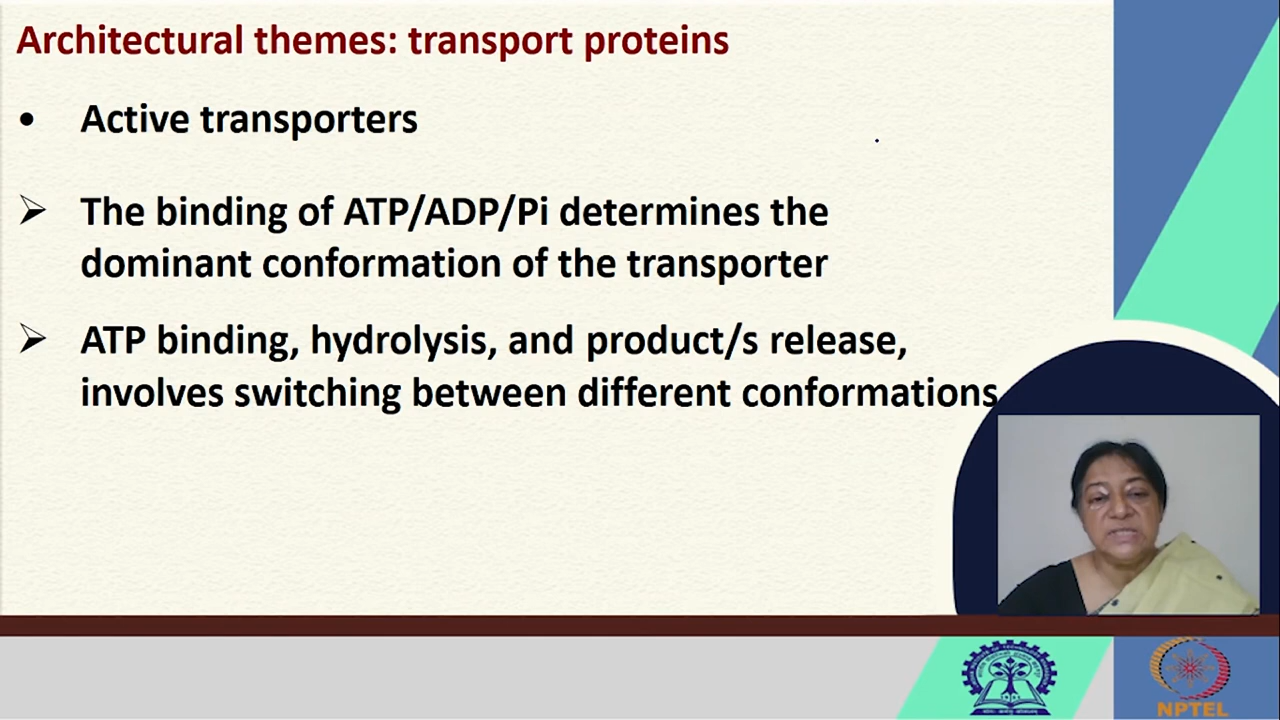 Architectural themes: transport proteins
• Active transporters
➢ The binding of ATP/ADP/Pi determines the
dominant conformation of the transporter
➢ ATP binding, hydrolysis, and product/s release,
involves switching between different conformations
NPTEL